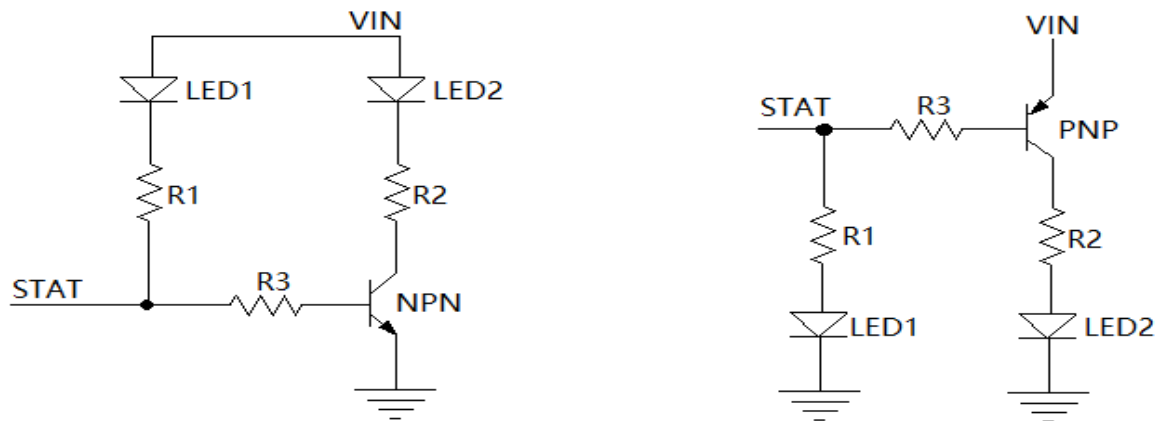 VIN
LED1
LED2
R1
R2
STAT
R3
NPN
VIN
STAT
R3
PNP
R1
R2
LED1
LED2